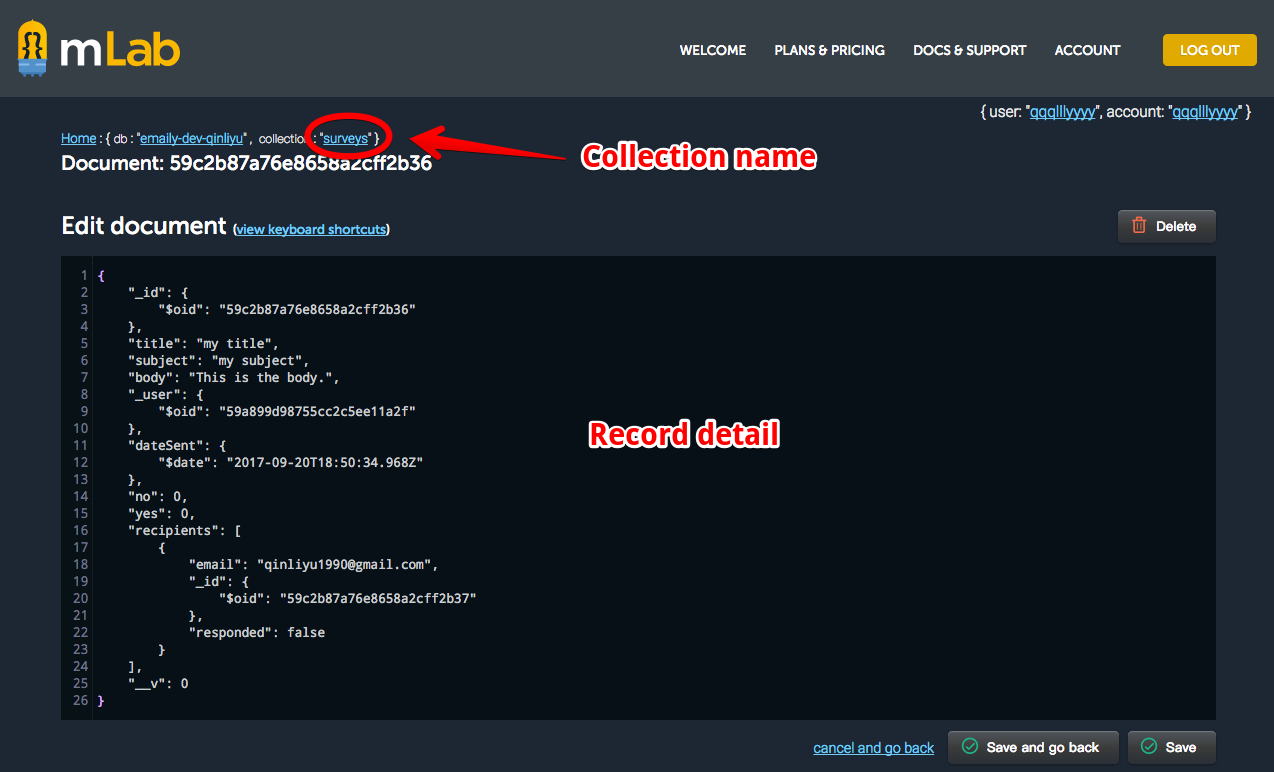 mLab
WELCOME PLANS & PRICING DOCS & SUPPORT ACCOUNT LOG OUT
{ user: "qqqlllyyyy", account: "qqqlllyyyy" }
Home : { db : "emaily-dev-qinliyu" , collection : "surveys" }
Collection name
Document: 59c2b87a76e8658a2cff2b36
Edit document (view keyboard shortcuts)
Delete
1 {
2 "_id": {
3 "$oid": "59c2b87a76e8658a2cff2b36"
4 },
5 "title": "my title",
6 "subject": "my subject",
7 "body": "This is the body.",
8 "_user": {
9 "$oid": "59a899d98755cc2c5ee11a2f"
10 },
11 "dateSent": {
12 "$date": "2017-09-20T18:50:34.968Z"
13 },
14 "no": 0,
15 "yes": 0,
16 "recipients": [
17 {
18 "email": "qinliyu1990@gmail.com",
19 "_id": {
20 "$oid": "59c2b87a76e8658a2cff2b37"
21 },
22 "responded": false
23 }
24 ],
25 "__v": 0
26 }
Record detail
cancel and go back Save and go back Save